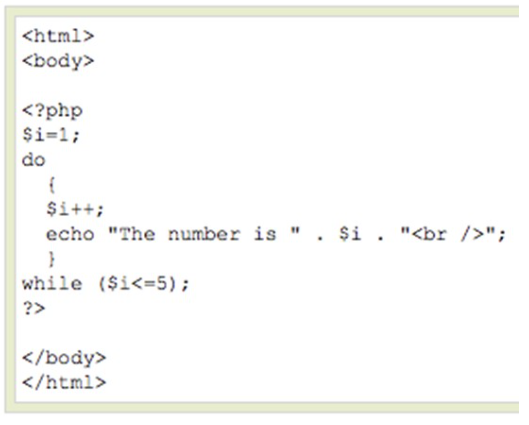 <html>
<body>

<?php
$i=1;
do
  {
  $i++;
  echo "The number is " . $i . "<br />";
  }
while ($i<=5);
?>

</body>
</html>